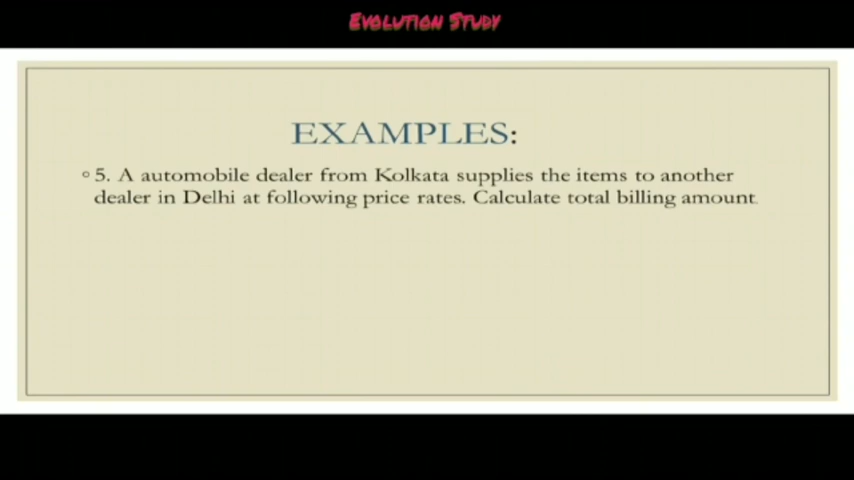 Evolution Study
EXAMPLES:
5. A automobile dealer from Kolkata supplies the items to another
dealer in Delhi at following price rates. Calculate total billing amount.